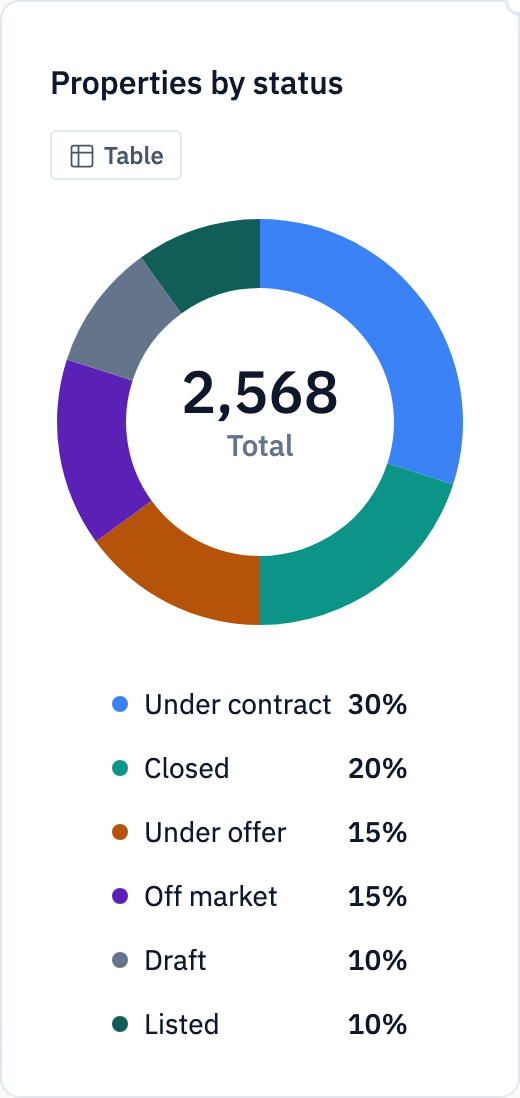 Properties by status
Table
2,568
Total
Under contract 30%
Closed 20%
Under offer 15%
Off market 15%
Draft 10%
Listed 10%